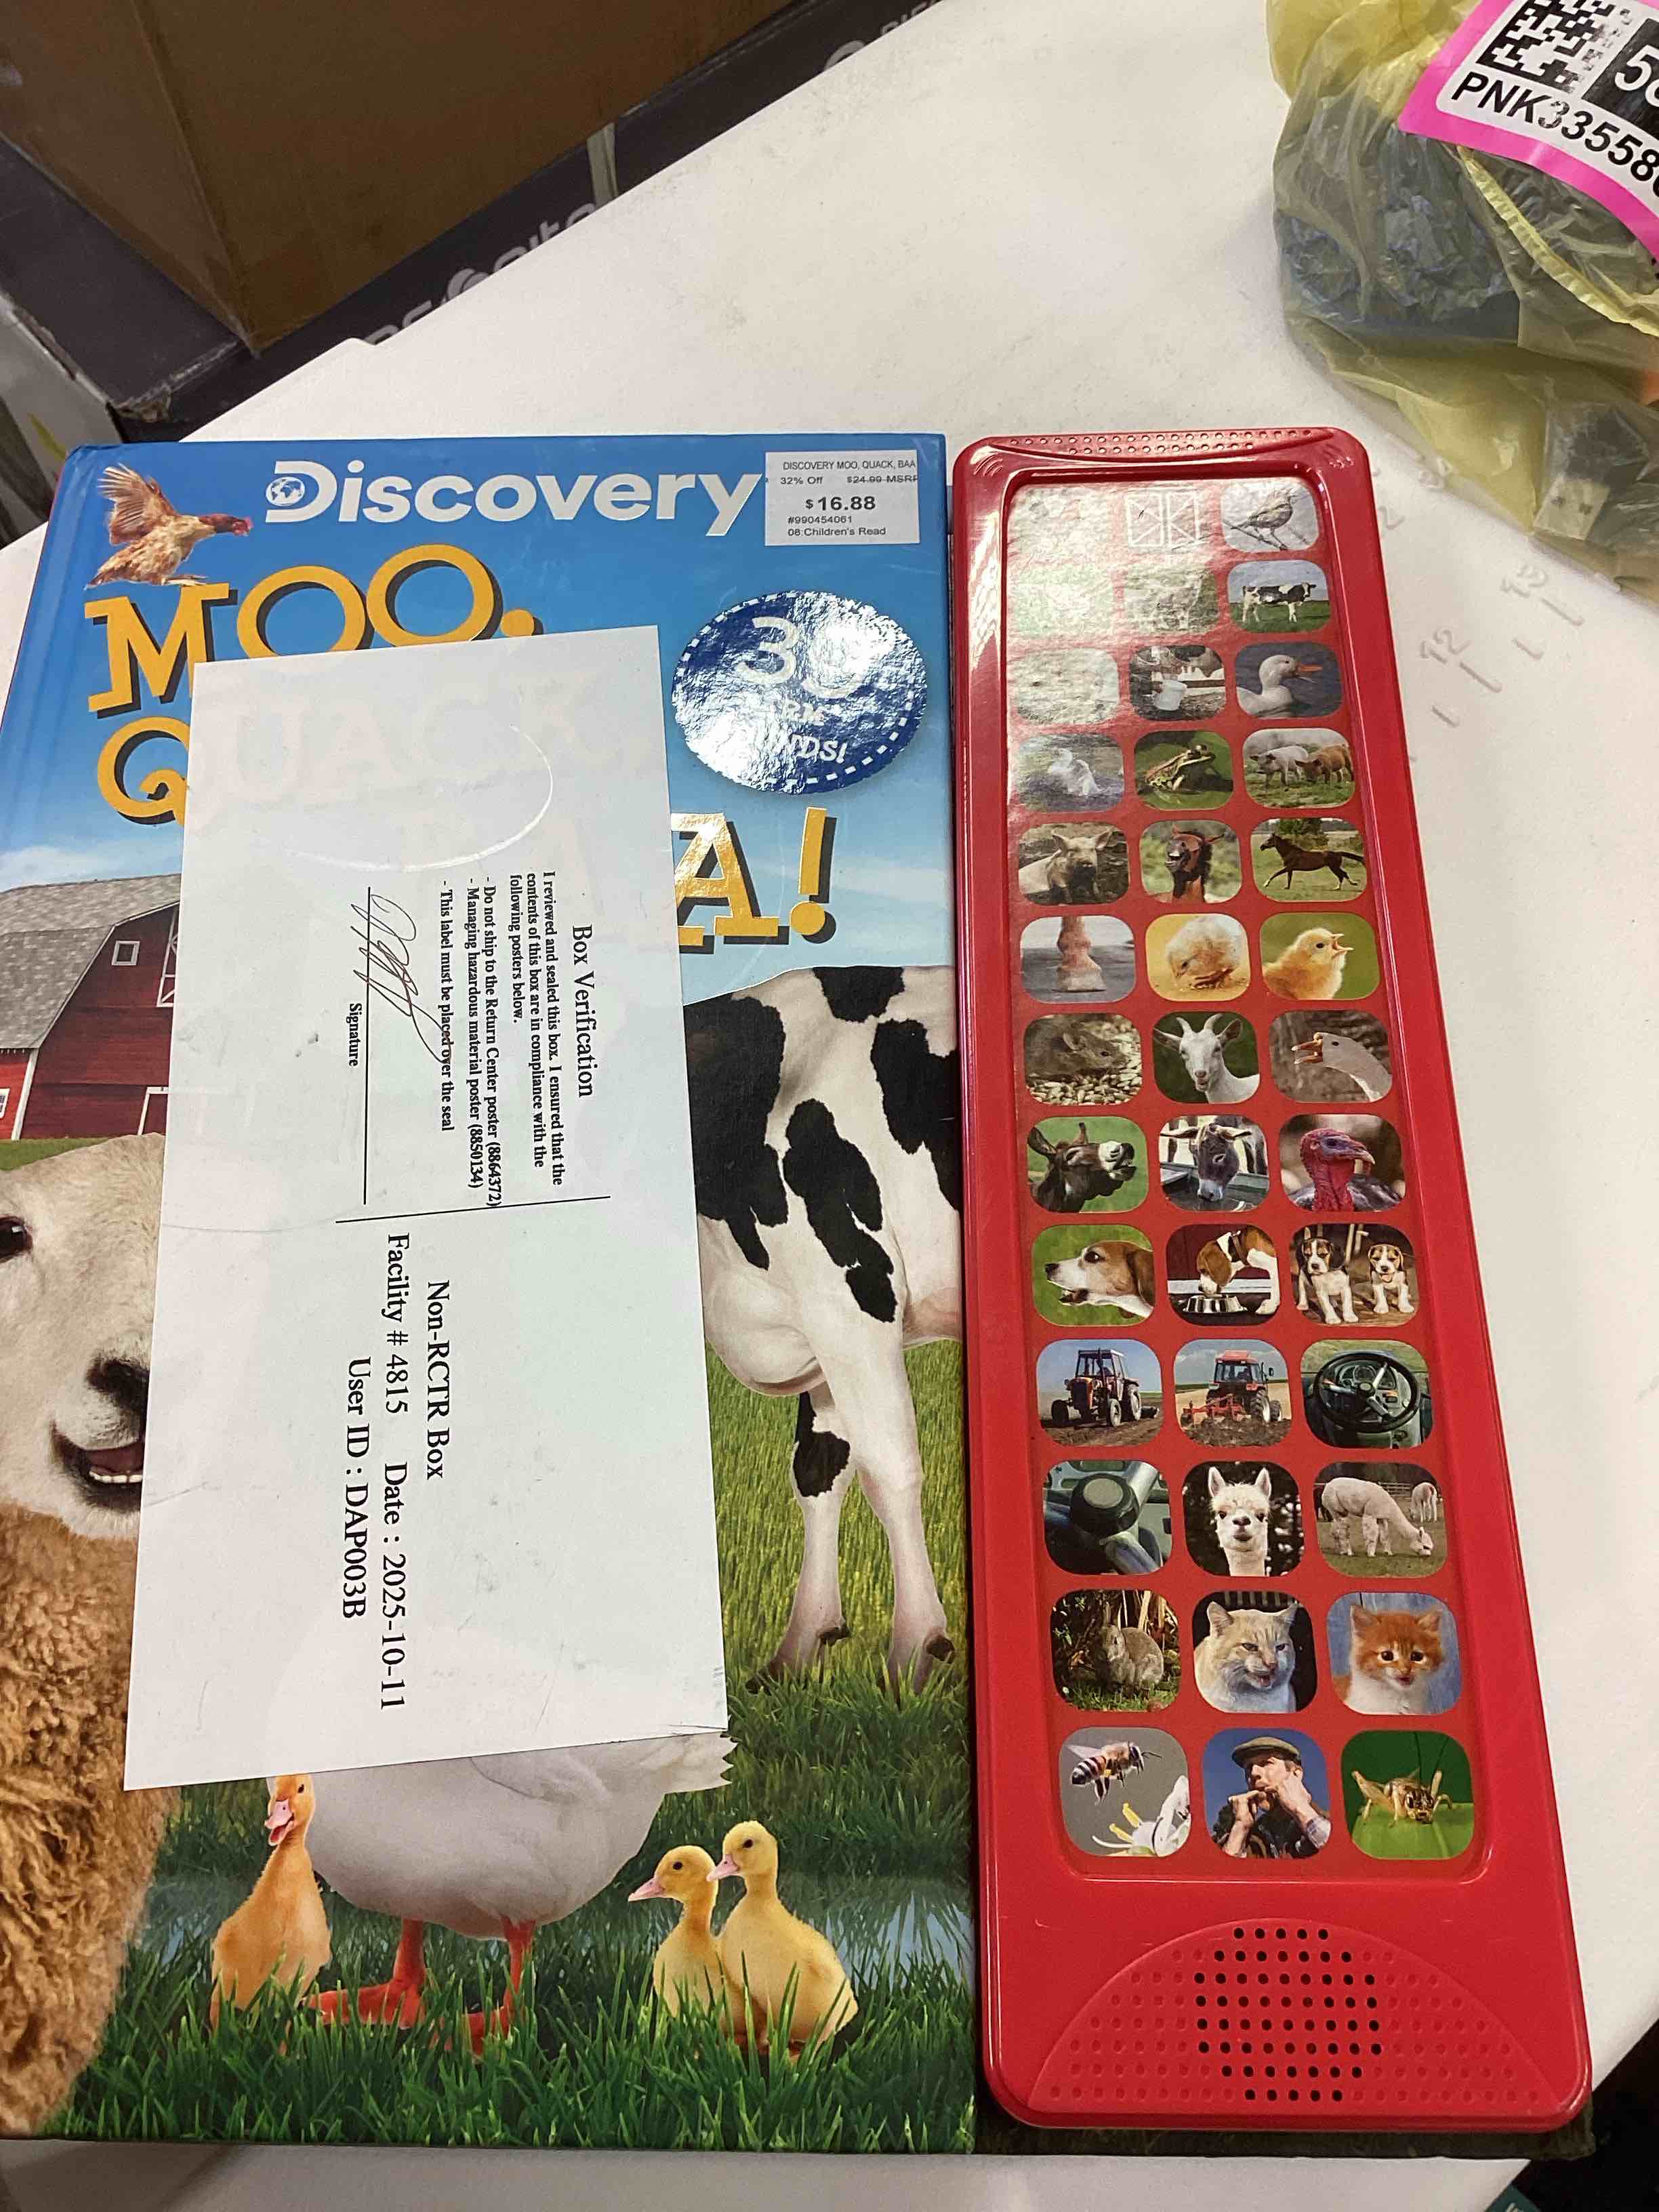 PNK33558
Discovery
DISCOVERY MOO, QUACK, BAA
32% Off $24.99 MSRP
$16.88
#990454061
08:Children's Read
MOO,
QUACK,
A!
Box Verification
I reviewed and sealed this box. I ensured that the
contents of this box are in compliance with the
following posters below.
- Do not ship to the Return Center poster (8864372)
- Managing hazardous material poster (8850134)
- This label must be placed over the seal
Signature
Non-RCTR Box
Facility # 4815 Date : 2025-10-11
User ID : DAP003B